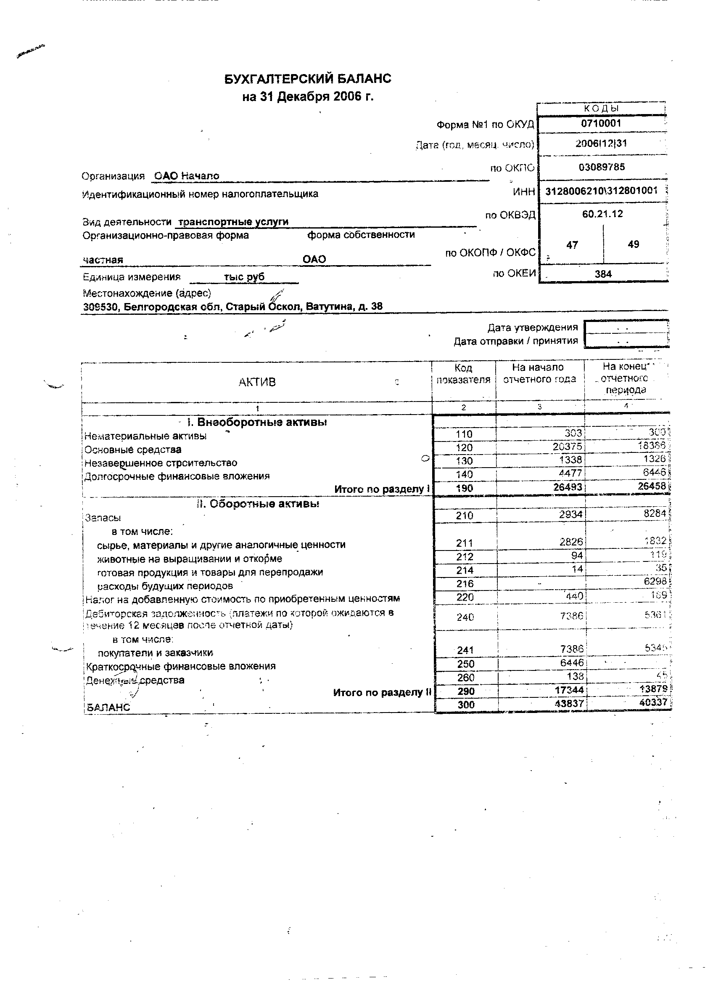 БУХГАЛТЕРСКИЙ БАЛАНС
на 31 Декабря 2006 г.
КОДЫ
Форма №1 по ОКУД 0710001
Дата (год, месяц, число) 2006|12|31
по ОКПО 03089785
Организация ОАО Начало
Идентификационный номер налогоплательщика ИНН 3128006210\312801001
Вид деятельности транспортные услуги по ОКВЭД 60.21.12
Организационно-правовая форма форма собственности
частная ОАО по ОКОПФ / ОКФС 47 49
Единица измерения тыс руб по ОКЕИ 384
Местонахождение (адрес)
309530, Белгородская обл, Старый Оскол, Ватутина, д. 38
Дата утверждения . .
Дата отправки / принятия . .
АКТИВ Код показателя На начало отчетного года На конец отчетного периода
1 2 3 4
I. Внеоборотные активы
Нематериальные активы 110 303
Основные средства 120 20375 18386
Незавершенное строительство 130 1338 1326
Долгосрочные финансовые вложения 140 4477 6446
Итого по разделу I 190 26493 26458
II. Оборотные активы
Запасы 210 2934 8284
в том числе:
сырье, материалы и другие аналогичные ценности 211 2826 1832
животные на выращивании и откорме 212 94 119
готовая продукция и товары для перепродажи 214 14 35
расходы будущих периодов 216 - 6298
Налог на добавленную стоимость по приобретенным ценностям 220 440 189
Дебиторская задолженность (платежи по которой ожидаются в
течение 12 месяцев после отчетной даты) 240 7386 5361
в том числе:
покупатели и заказчики 241 7386 5345
Краткосрочные финансовые вложения 250 6446
Денежные средства 260 138 45
Итого по разделу II 290 17344 13879
БАЛАНС 300 43837 40337